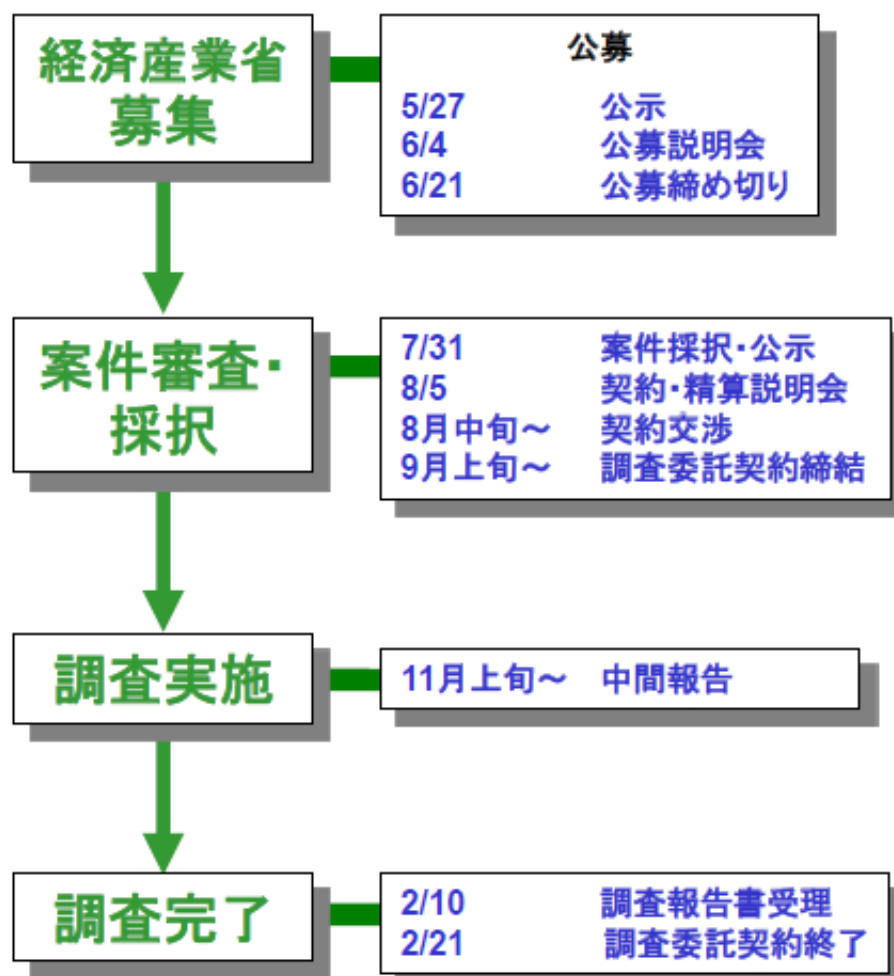 経済産業省
募集
公募
5/27 公示
6/4 公募説明会
6/21 公募締め切り
案件審査・
採択
7/31 案件採択・公示
8/5 契約・精算説明会
8月中旬～ 契約交渉
9月上旬～ 調査委託契約締結
調査実施
11月上旬～ 中間報告
調査完了
2/10 調査報告書受理
2/21 調査委託契約終了